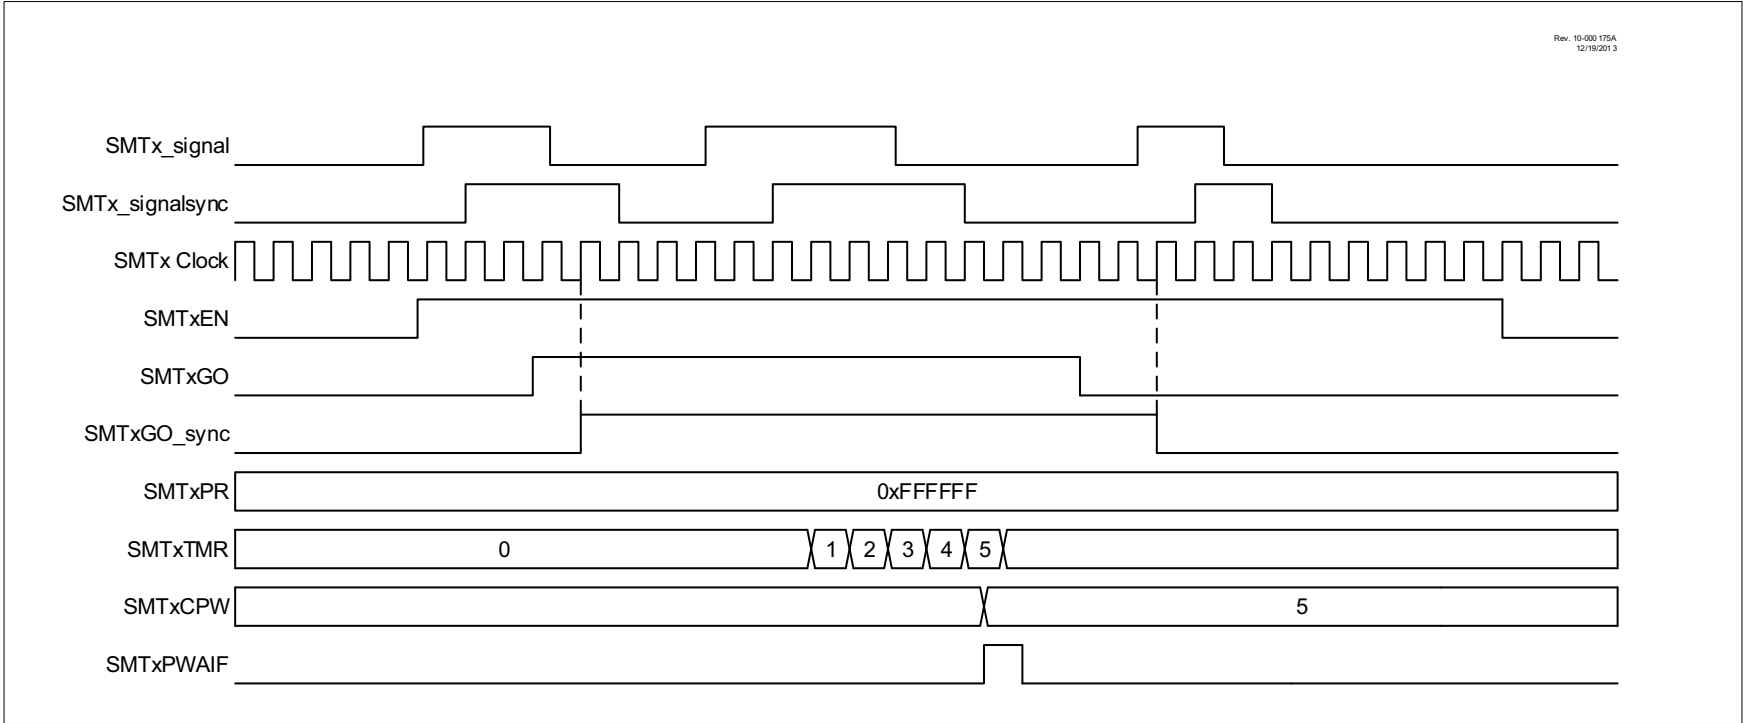 Rev. 10-000 175A
12/19/201 3
SMTx_signal
SMTx_signalsync
SMTx Clock
SMTxEN
SMTxGO
SMTxGO_sync
SMTxPR 0xFFFFFF
SMTxTMR 0 1 2 3 4 5
SMTxCPW 5
SMTxPWAIF